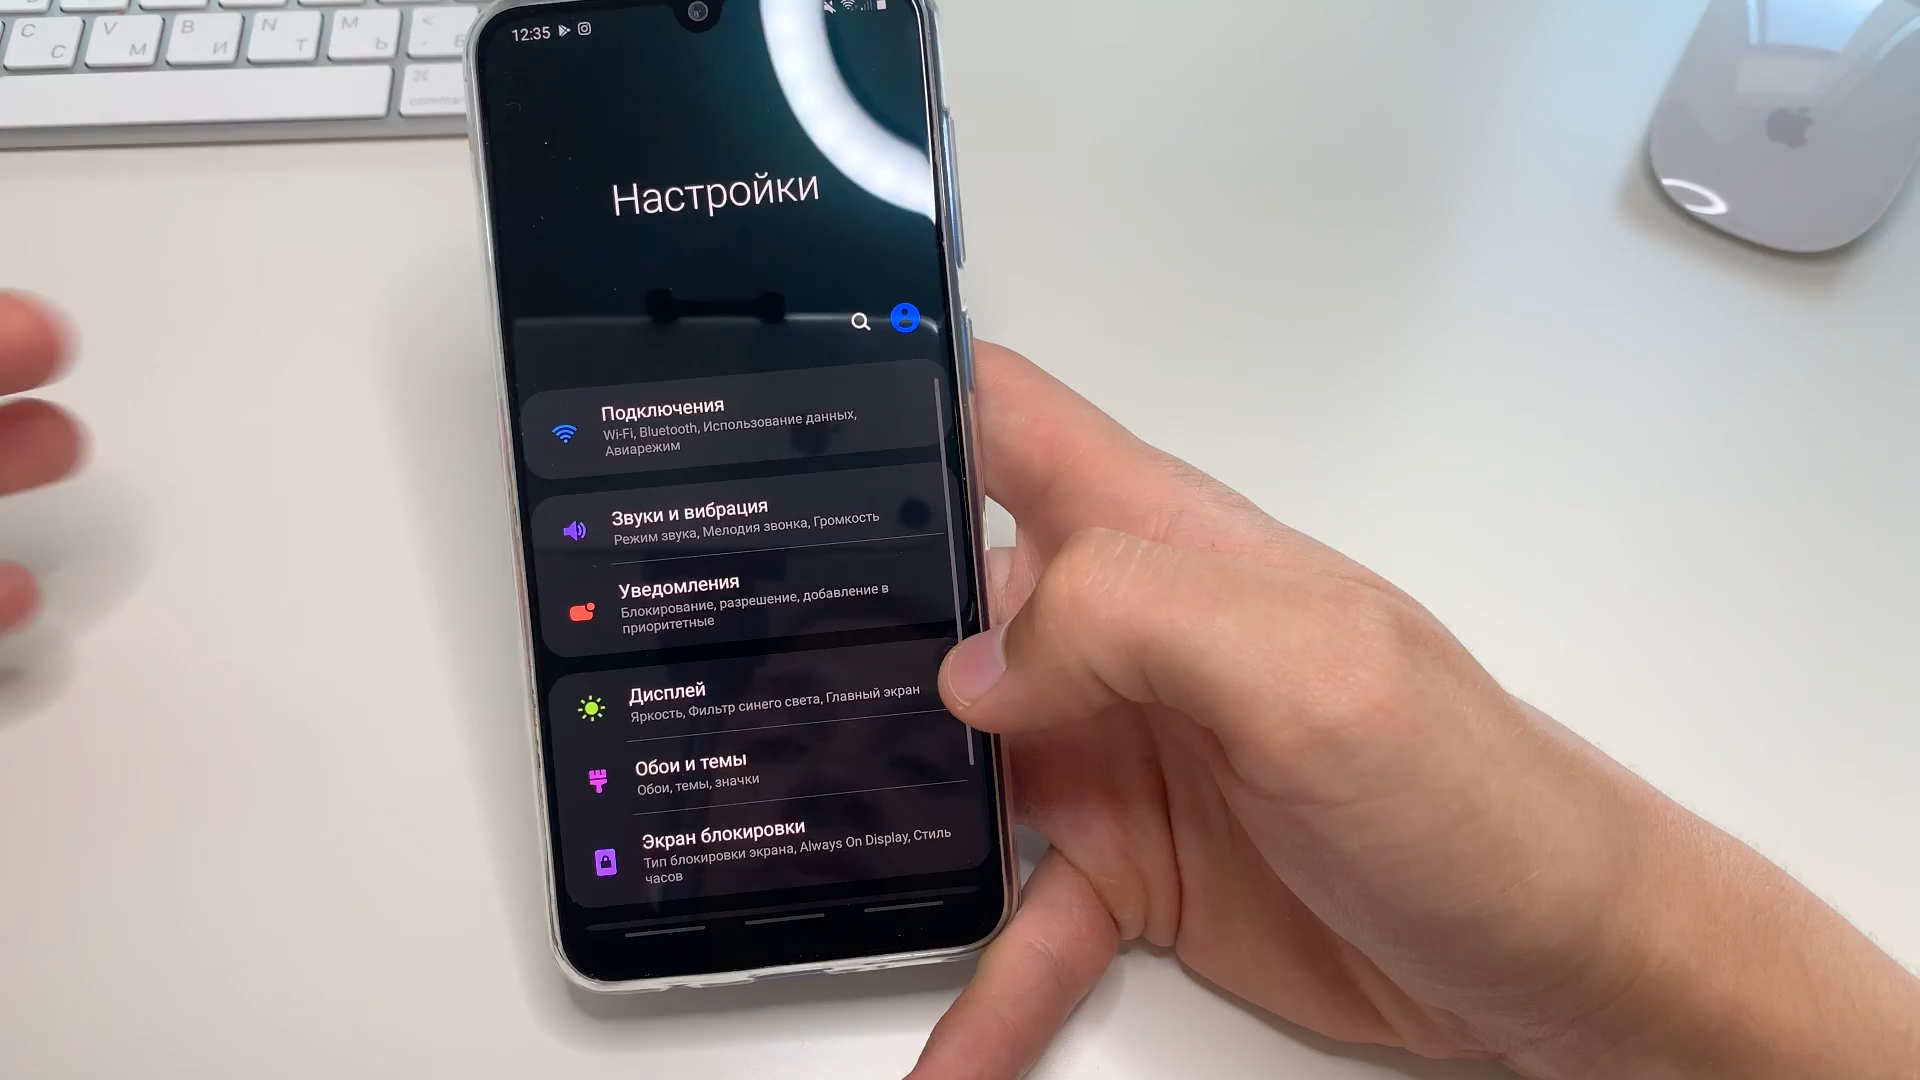 C
C
V
М
B
И
N
Т
M
Ь
<
⌘
12:35
Настройки
Подключения
Wi-Fi, Bluetooth, Использование данных,
Авиарежим
Звуки и вибрация
Режим звука, Мелодия звонка, Громкость
Уведомления
Блокирование, разрешение, добавление в
приоритетные
Дисплей
Яркость, Фильтр синего света, Главный экран
Обои и темы
Обои, темы, значки
Экран блокировки
Тип блокировки экрана, Always On Display, Стиль
часов